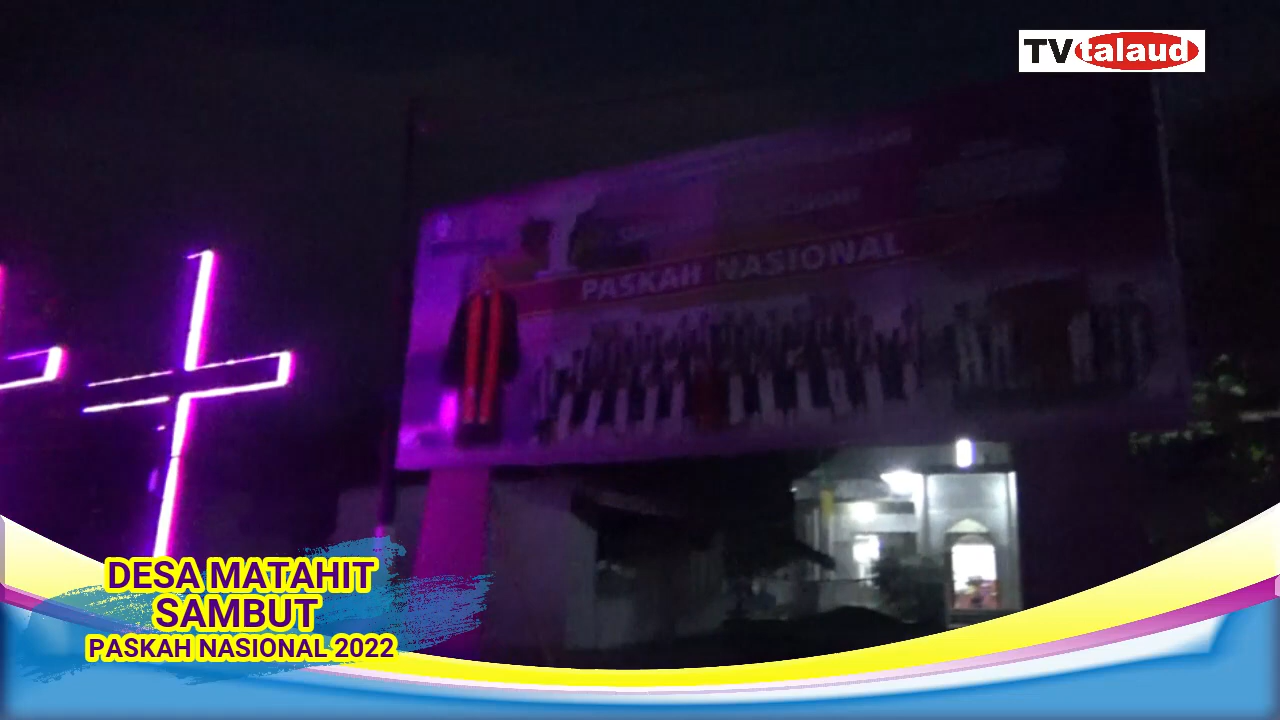 TVtalaud
PASKAH NASIONAL
DESA MATAHIT
SAMBUT
PASKAH NASIONAL 2022